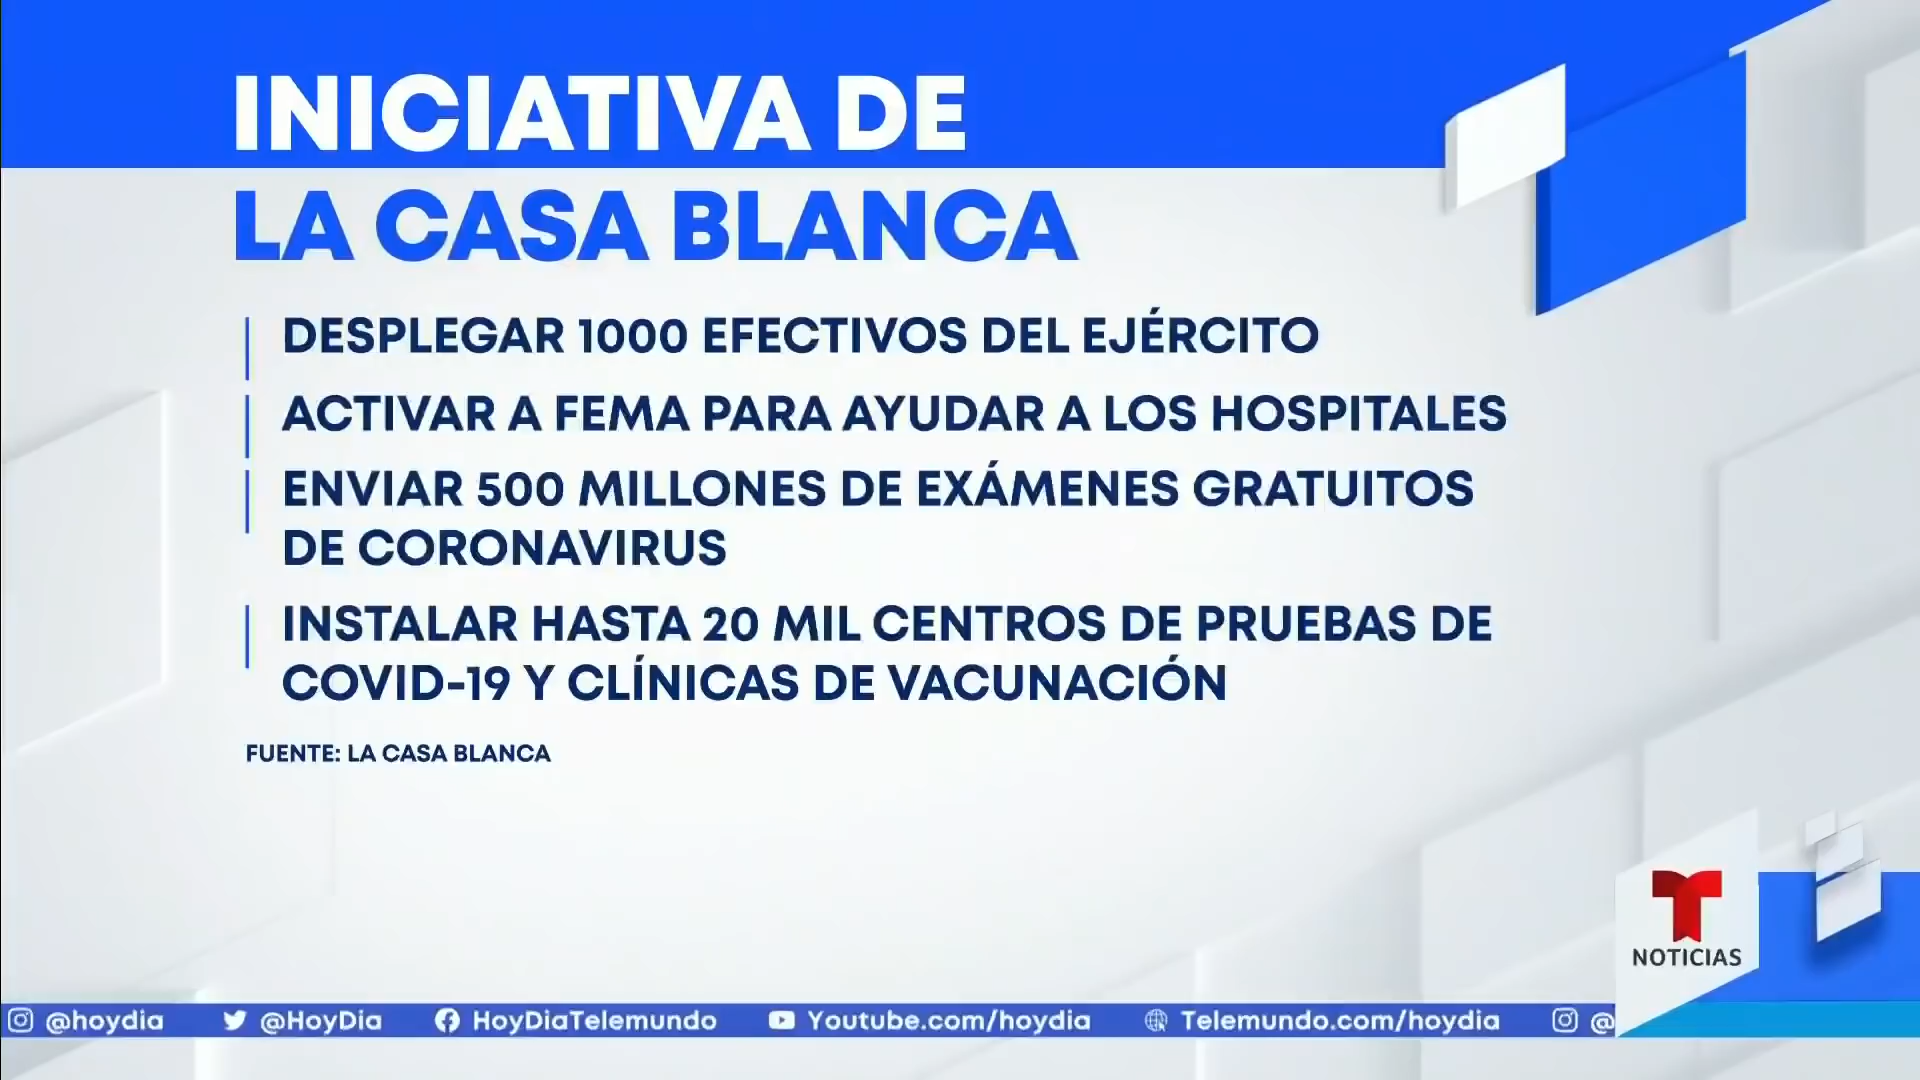 INICIATIVA DE
LA CASA BLANCA
DESPLEGAR 1000 EFECTIVOS DEL EJÉRCITO
ACTIVAR A FEMA PARA AYUDAR A LOS HOSPITALES
ENVIAR 500 MILLONES DE EXÁMENES GRATUITOS
DE CORONAVIRUS
INSTALAR HASTA 20 MIL CENTROS DE PRUEBAS DE
COVID-19 Y CLÍNICAS DE VACUNACIÓN
FUENTE: LA CASA BLANCA
NOTICIAS
@hoydia @HoyDia HoyDiaTelemundo Youtube.com/hoydia Telemundo.com/hoydia @